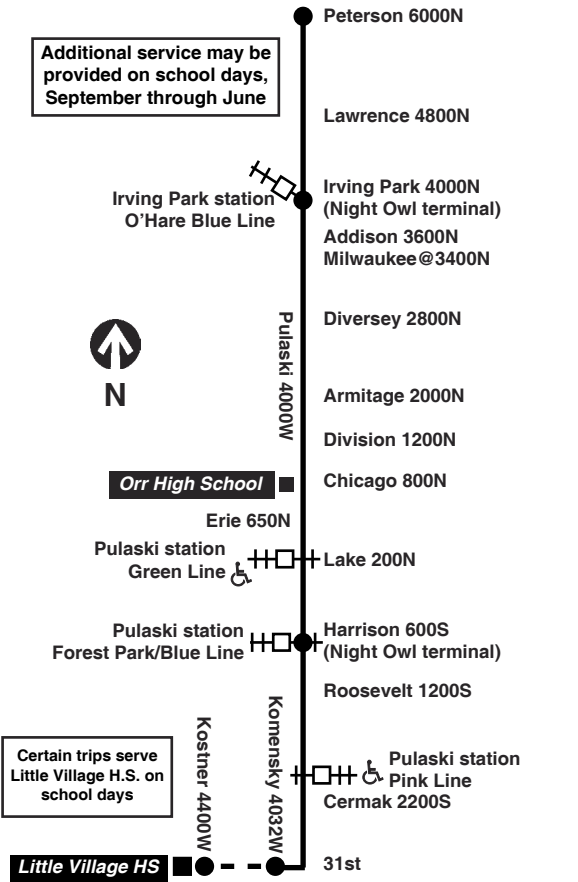 Peterson 6000N
Additional service may be
provided on school days,
September through June
Lawrence 4800N
Irving Park station
O'Hare Blue Line
Irving Park 4000N
(Night Owl terminal)
Addison 3600N
Milwaukee@3400N
Diversey 2800N
Pulaski 4000W
N
Armitage 2000N
Division 1200N
Orr High School
Chicago 800N
Erie 650N
Pulaski station
Green Line
Lake 200N
Pulaski station
Forest Park/Blue Line
Harrison 600S
(Night Owl terminal)
Roosevelt 1200S
Kostner 4400W
Komensky 4032W
Certain trips serve
Little Village H.S. on
school days
Pulaski station
Pink Line
Cermak 2200S
Little Village HS
31st